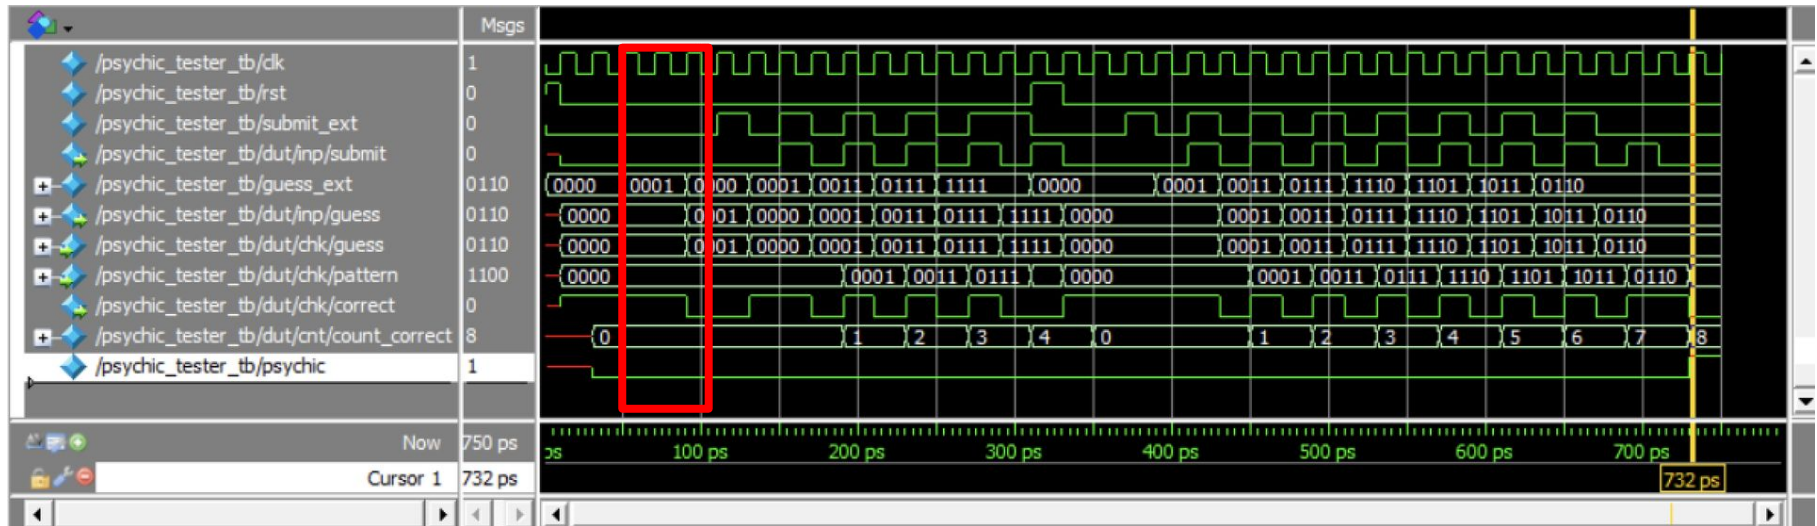 Msgs
/psychic_tester_tb/clk 1
/psychic_tester_tb/rst 0
/psychic_tester_tb/submit_ext 0
/psychic_tester_tb/dut/inp/submit 0
/psychic_tester_tb/guess_ext 0110 0000 0001 0000 0001 0011 0111 1111 0000 0001 0011 0111 1110 1101 1011 0110
/psychic_tester_tb/dut/inp/guess 0110 0000 0001 0000 0001 0011 0111 1111 0000 0001 0011 0111 1110 1101 1011 0110
/psychic_tester_tb/dut/chk/guess 0110 0000 0001 0000 0001 0011 0111 1111 0000 0001 0011 0111 1110 1101 1011 0110
/psychic_tester_tb/dut/chk/pattern 1100 0000 0001 0011 0111 0000 0001 0011 0111 1110 1101 1011 0110
/psychic_tester_tb/dut/chk/correct 0
/psychic_tester_tb/dut/cnt/count_correct 8 0 1 2 3 4 0 1 2 3 4 5 6 7 8
/psychic_tester_tb/psychic 1
Now 750 ps ps 100 ps 200 ps 300 ps 400 ps 500 ps 600 ps 700 ps
Cursor 1 732 ps 732 ps